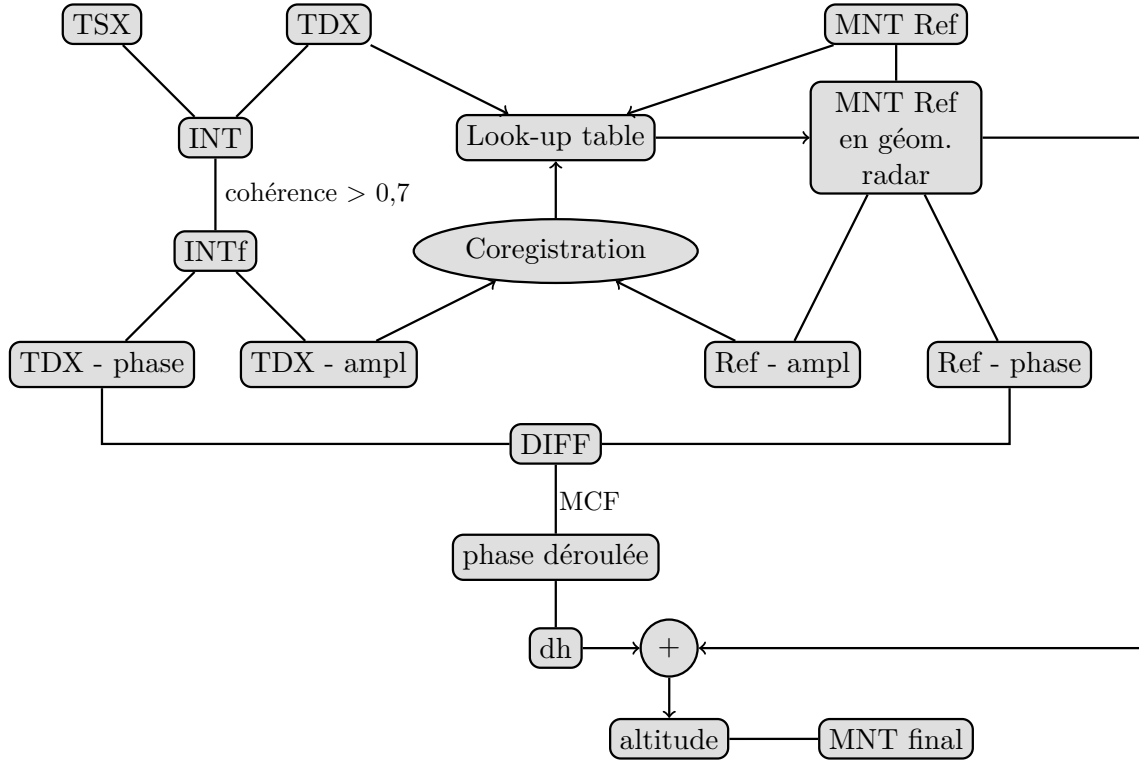 TSX
TDX
MNT Ref
INT
Look-up table
MNT Ref
en géom.
radar
cohérence > 0,7
INTf
Coregistration
TDX - phase
TDX - ampl
Ref - ampl
Ref - phase
DIFF
MCF
phase déroulée
dh
+
altitude
MNT final